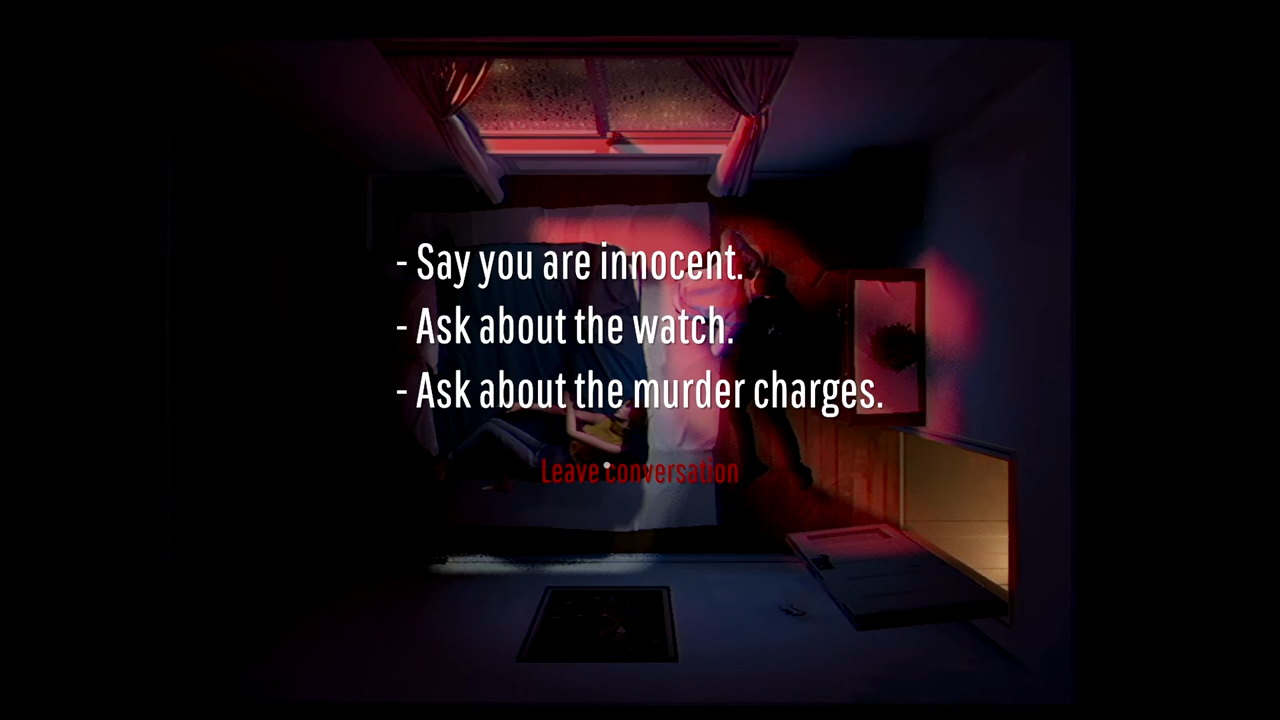 - Say you are innocent.
- Ask about the watch.
- Ask about the murder charges.
Leave conversation